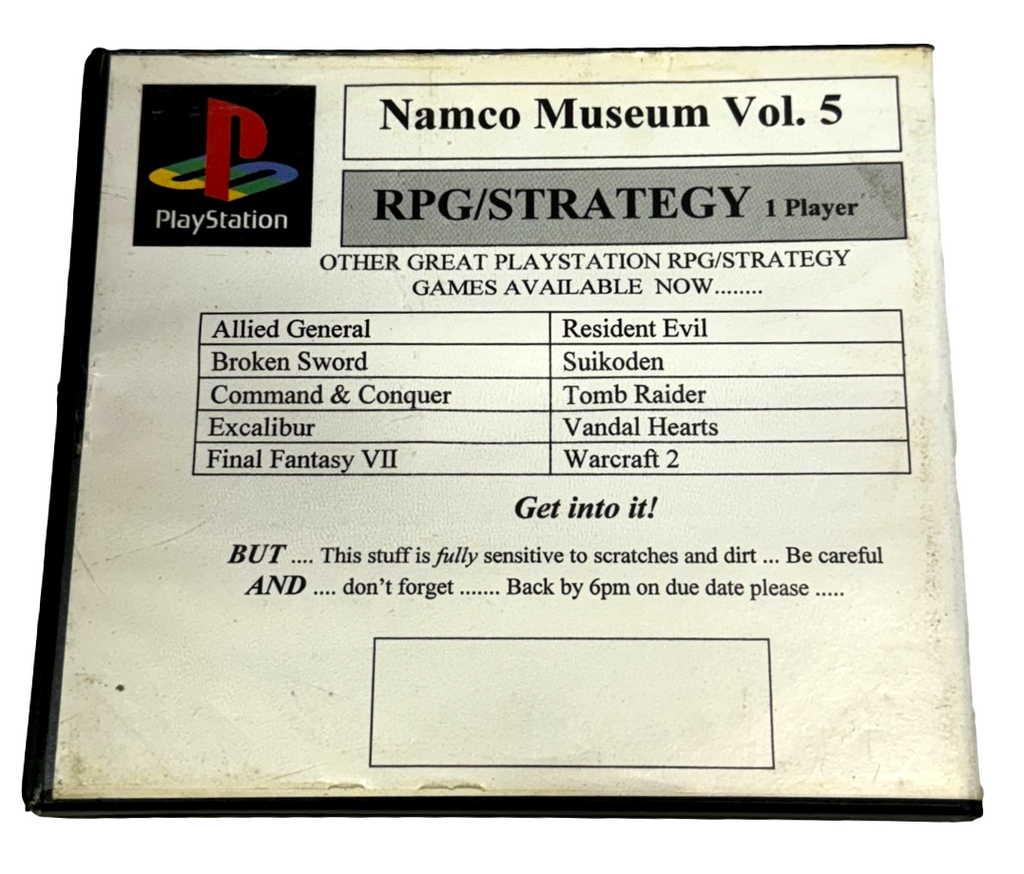 PlayStation
Namco Museum Vol. 5
RPG/STRATEGY 1 Player
OTHER GREAT PLAYSTATION RPG/STRATEGY
GAMES AVAILABLE NOW........
Allied General Resident Evil
Broken Sword Suikoden
Command & Conquer Tomb Raider
Excalibur Vandal Hearts
Final Fantasy VII Warcraft 2
Get into it!
BUT .... This stuff is fully sensitive to scratches and dirt ... Be careful
AND .... don't forget ....... Back by 6pm on due date please .....